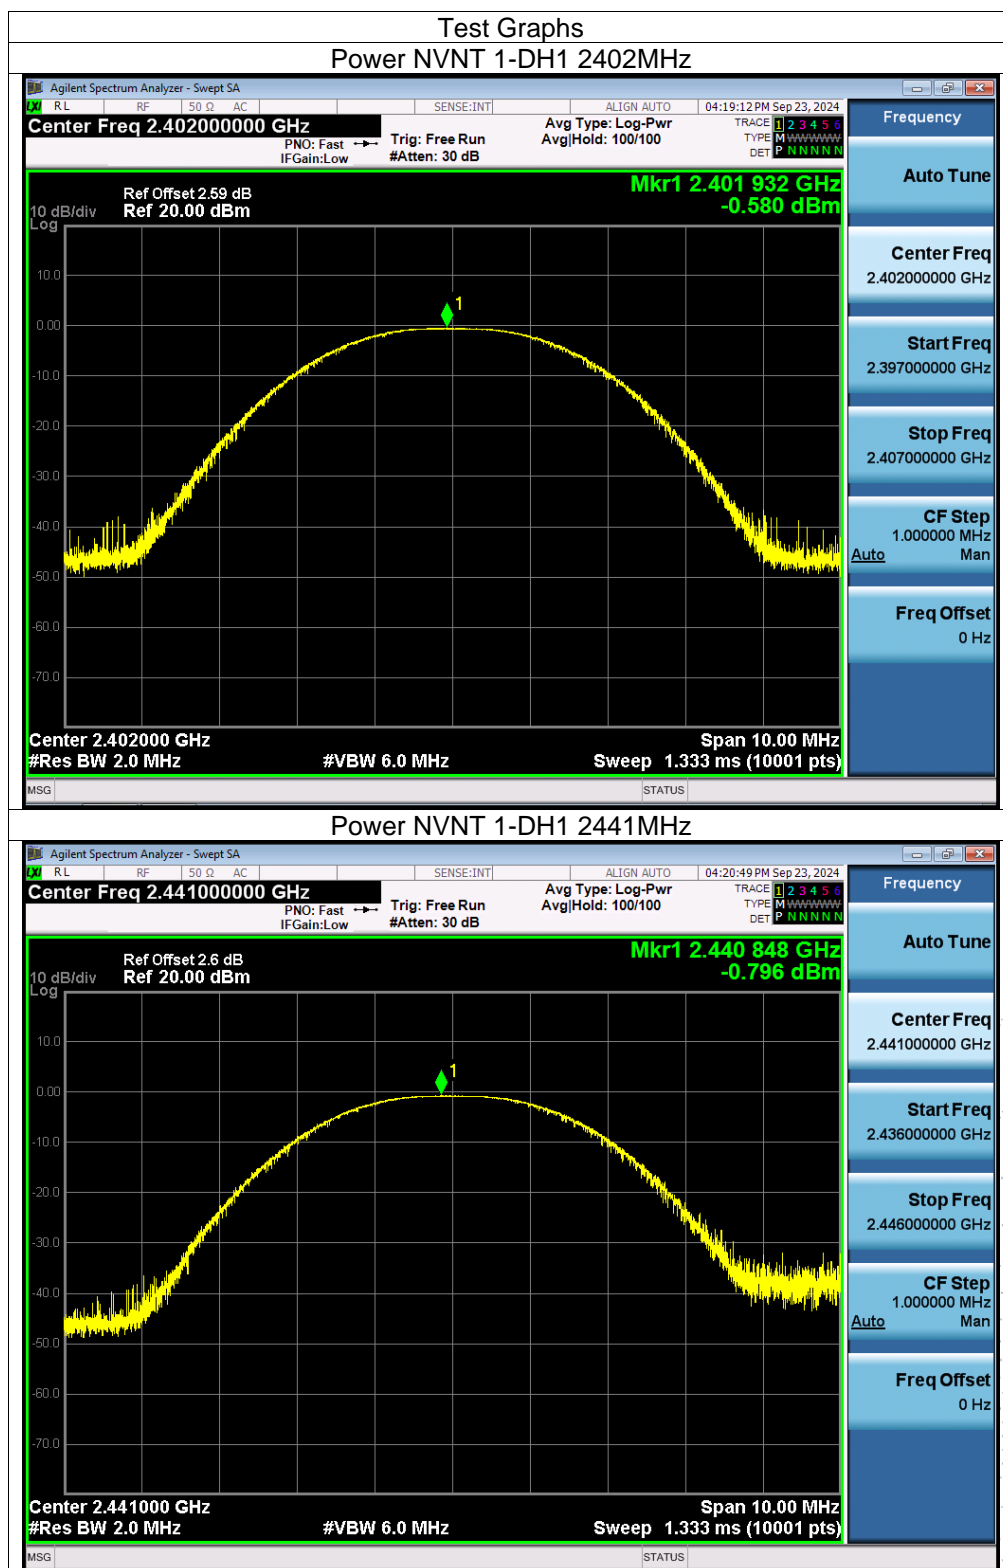 Test Graphs
Power NVNT 1-DH1 2402MHz
Agilent Spectrum Analyzer - Swept SA
LXI RL RF 50 Ω AC SENSE:INT ALIGN AUTO 04:19:12 PM Sep 23, 2024
Center Freq 2.402000000 GHz
PNO: Fast
IFGain:Low
Trig: Free Run
#Atten: 30 dB
Avg Type: Log-Pwr
Avg|Hold: 100/100
TRACE 1 2 3 4 5 6
TYPE M W W W W W
DET P N N N N N
Frequency
Auto Tune
Center Freq
2.402000000 GHz
Start Freq
2.397000000 GHz
Stop Freq
2.407000000 GHz
CF Step
1.000000 MHz
Auto Man
Freq Offset
0 Hz
Mkr1 2.401 932 GHz
-0.580 dBm
Ref Offset 2.59 dB
10 dB/div Ref 20.00 dBm
Log
1
10.0
0.00
-10.0
-20.0
-30.0
-40.0
-50.0
-60.0
-70.0
Center 2.402000 GHz Span 10.00 MHz
#Res BW 2.0 MHz #VBW 6.0 MHz Sweep 1.333 ms (10001 pts)
MSG STATUS
Power NVNT 1-DH1 2441MHz
Agilent Spectrum Analyzer - Swept SA
LXI RL RF 50 Ω AC SENSE:INT ALIGN AUTO 04:20:49 PM Sep 23, 2024
Center Freq 2.441000000 GHz
PNO: Fast
IFGain:Low
Trig: Free Run
#Atten: 30 dB
Avg Type: Log-Pwr
Avg|Hold: 100/100
TRACE 1 2 3 4 5 6
TYPE M W W W W W
DET P N N N N N
Frequency
Auto Tune
Center Freq
2.441000000 GHz
Start Freq
2.436000000 GHz
Stop Freq
2.446000000 GHz
CF Step
1.000000 MHz
Auto Man
Freq Offset
0 Hz
Mkr1 2.440 848 GHz
-0.796 dBm
Ref Offset 2.6 dB
10 dB/div Ref 20.00 dBm
Log
1
10.0
0.00
-10.0
-20.0
-30.0
-40.0
-50.0
-60.0
-70.0
Center 2.441000 GHz Span 10.00 MHz
#Res BW 2.0 MHz #VBW 6.0 MHz Sweep 1.333 ms (10001 pts)
MSG STATUS